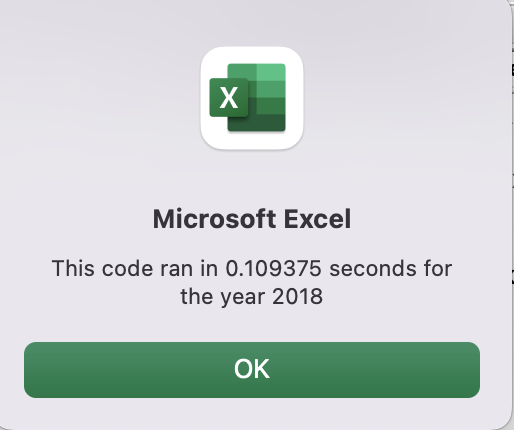 X
Microsoft Excel
This code ran in 0.109375 seconds for
the year 2018
OK